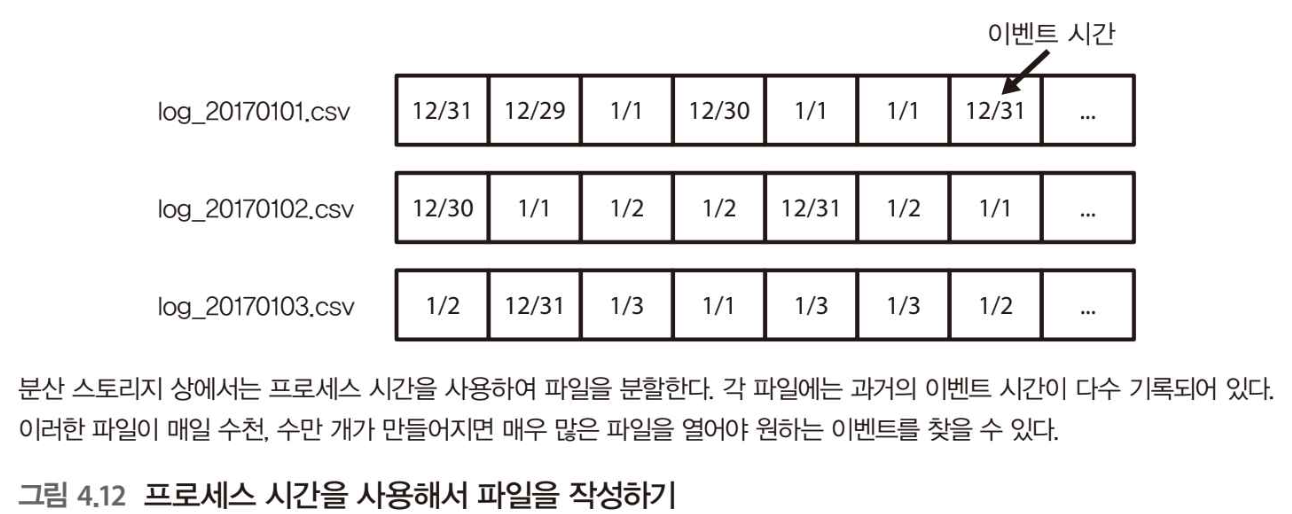 이벤트 시간
log_20170101.csv 12/31 12/29 1/1 12/30 1/1 1/1 12/31 ...
log_20170102.csv 12/30 1/1 1/2 1/2 12/31 1/2 1/1 ...
log_20170103.csv 1/2 12/31 1/3 1/1 1/3 1/3 1/2 ...
분산 스토리지 상에서는 프로세스 시간을 사용하여 파일을 분할한다. 각 파일에는 과거의 이벤트 시간이 다수 기록되어 있다.
이러한 파일이 매일 수천, 수만 개가 만들어지면 매우 많은 파일을 열어야 원하는 이벤트를 찾을 수 있다.
그림 4.12 프로세스 시간을 사용해서 파일을 작성하기